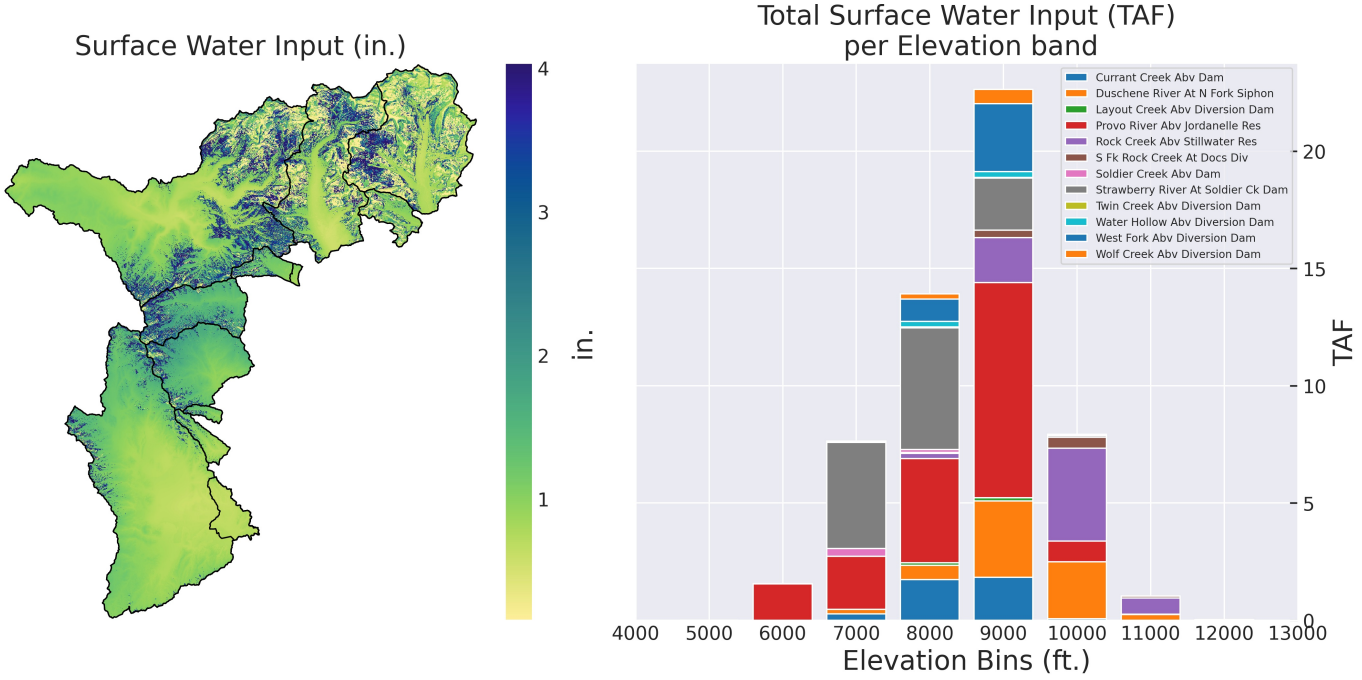 Surface Water Input (in.)
4
3
2
1
in.
Total Surface Water Input (TAF)
per Elevation band
Currant Creek Abv Dam
Duschene River At N Fork Siphon
Layout Creek Abv Diversion Dam
Provo River Abv Jordanelle Res
Rock Creek Abv Stillwater Res
S Fk Rock Creek At Docs Div
Soldier Creek Abv Dam
Strawberry River At Soldier Ck Dam
Twin Creek Abv Diversion Dam
Water Hollow Abv Diversion Dam
West Fork Abv Diversion Dam
Wolf Creek Abv Diversion Dam
20
15
10
5
0
TAF
4000 5000 6000 7000 8000 9000 10000 11000 12000 13000
Elevation Bins (ft.)